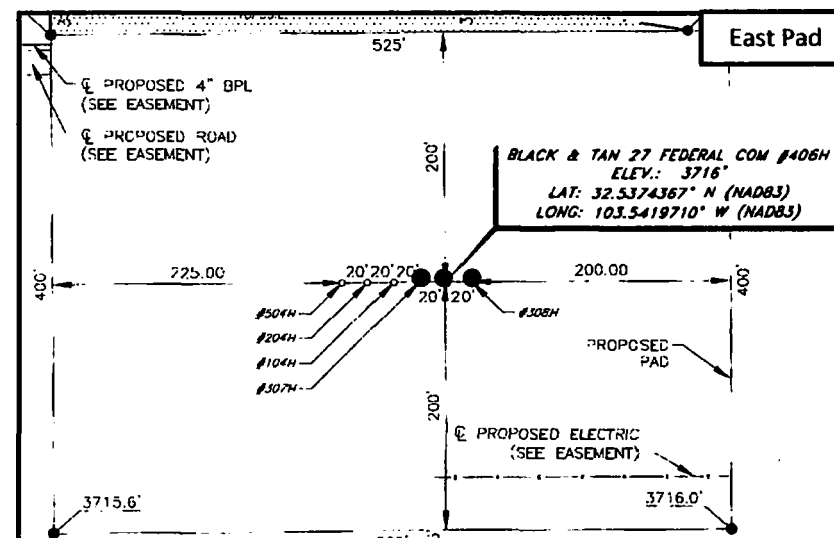 East Pad
525'
℄ PROPOSED 4" BPL
(SEE EASEMENT)
℄ PROPOSED ROAD
(SEE EASEMENT)
200'
BLACK & TAN 27 FEDERAL COM #406H
ELEV.: 3716'
LAT: 32.5374367° N (NAD83)
LONG: 103.5419710° W (NAD83)
400'
225.00
20' 20' 20'
20' 20'
200.00
400'
#504H
#204H
#104H
#307H
#308H
PROPOSED
PAD
200'
℄ PROPOSED ELECTRIC
(SEE EASEMENT)
3715.6'
3716.0'